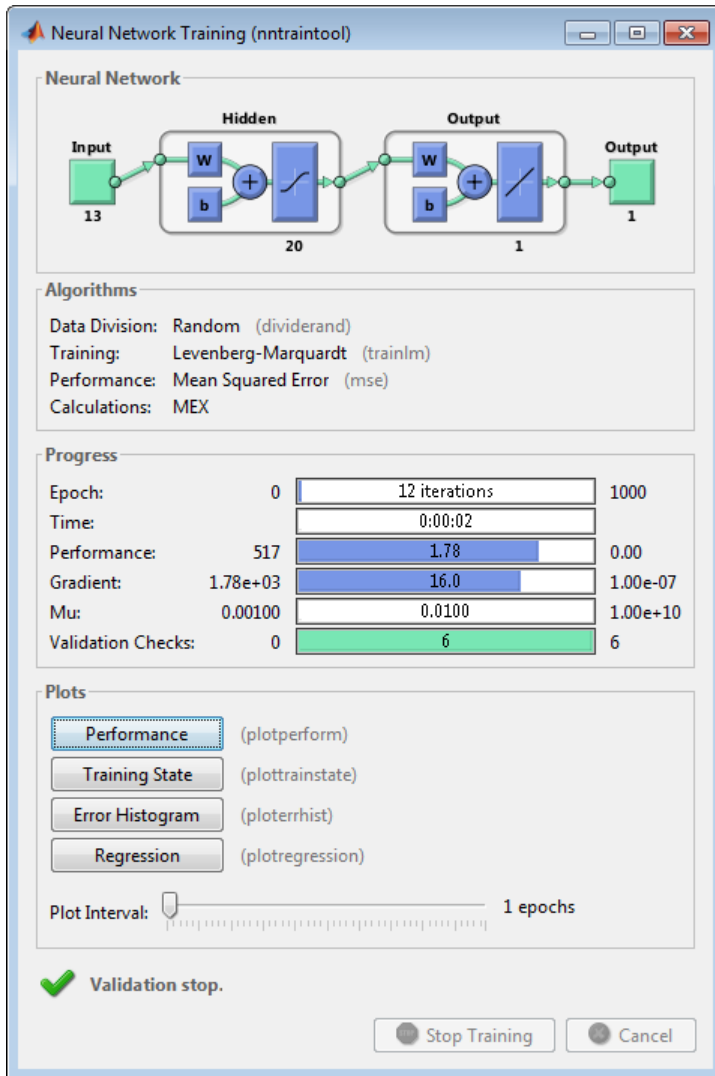 Neural Network Training (nntraintool)
Neural Network
Hidden Output
Input Output
W W
+ +
b b
13 1
20 1
Algorithms
Data Division: Random (dividerand)
Training: Levenberg-Marquardt (trainlm)
Performance: Mean Squared Error (mse)
Calculations: MEX
Progress
Epoch: 0 12 iterations 1000
Time: 0:00:02
Performance: 517 1.78 0.00
Gradient: 1.78e+03 16.0 1.00e-07
Mu: 0.00100 0.0100 1.00e+10
Validation Checks: 0 6 6
Plots
Performance (plotperform)
Training State (plottrainstate)
Error Histogram (ploterrhist)
Regression (plotregression)
Plot Interval: 1 epochs
Validation stop.
Stop Training Cancel